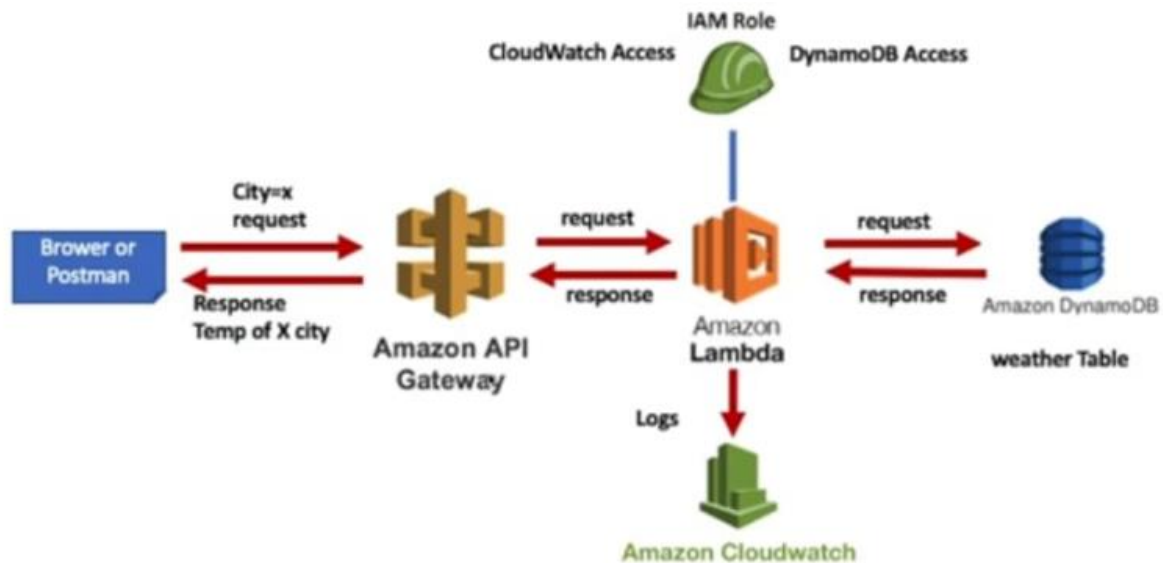 IAM Role
CloudWatch Access
DynamoDB Access
City=x
request
Brower or
Postman
Response
Temp of X city
Amazon API
Gateway
request
response
Amazon
Lambda
request
response
Amazon DynamoDB
weather Table
Logs
Amazon Cloudwatch